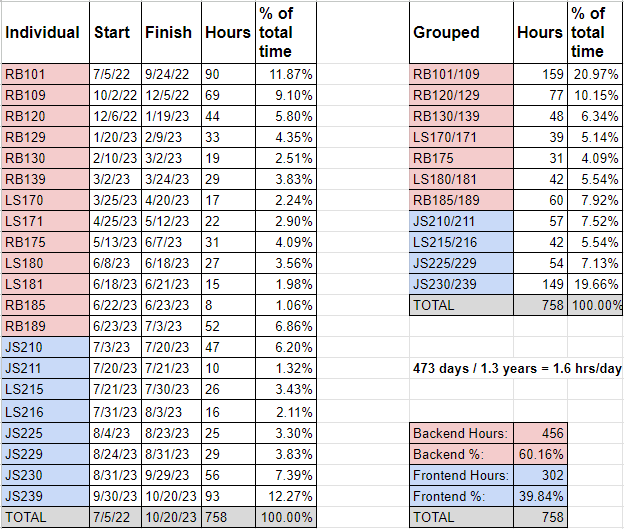 Individual Start Finish Hours % of total time
RB101 7/5/22 9/24/22 90 11.87%
RB109 10/2/22 12/5/22 69 9.10%
RB120 12/6/22 1/19/23 44 5.80%
RB129 1/20/23 2/9/23 33 4.35%
RB130 2/10/23 3/2/23 19 2.51%
RB139 3/2/23 3/24/23 29 3.83%
LS170 3/25/23 4/20/23 17 2.24%
LS171 4/25/23 5/12/23 22 2.90%
RB175 5/13/23 6/7/23 31 4.09%
LS180 6/8/23 6/18/23 27 3.56%
LS181 6/18/23 6/21/23 15 1.98%
RB185 6/22/23 6/23/23 8 1.06%
RB189 6/23/23 7/3/23 52 6.86%
JS210 7/3/23 7/20/23 47 6.20%
JS211 7/20/23 7/21/23 10 1.32%
LS215 7/21/23 7/30/23 26 3.43%
LS216 7/31/23 8/3/23 16 2.11%
JS225 8/4/23 8/23/23 25 3.30%
JS229 8/24/23 8/31/23 29 3.83%
JS230 8/31/23 9/29/23 56 7.39%
JS239 9/30/23 10/20/23 93 12.27%
TOTAL 7/5/22 10/20/23 758 100.00%
Grouped Hours % of total time
RB101/109 159 20.97%
RB120/129 77 10.15%
RB130/139 48 6.34%
LS170/171 39 5.14%
RB175 31 4.09%
LS180/181 42 5.54%
RB185/189 60 7.92%
JS210/211 57 7.52%
LS215/216 42 5.54%
JS225/229 54 7.13%
JS230/239 149 19.66%
TOTAL 758 100.00%
473 days / 1.3 years = 1.6 hrs/day
Backend Hours: 456
Backend %: 60.16%
Frontend Hours: 302
Frontend %: 39.84%
TOTAL 758